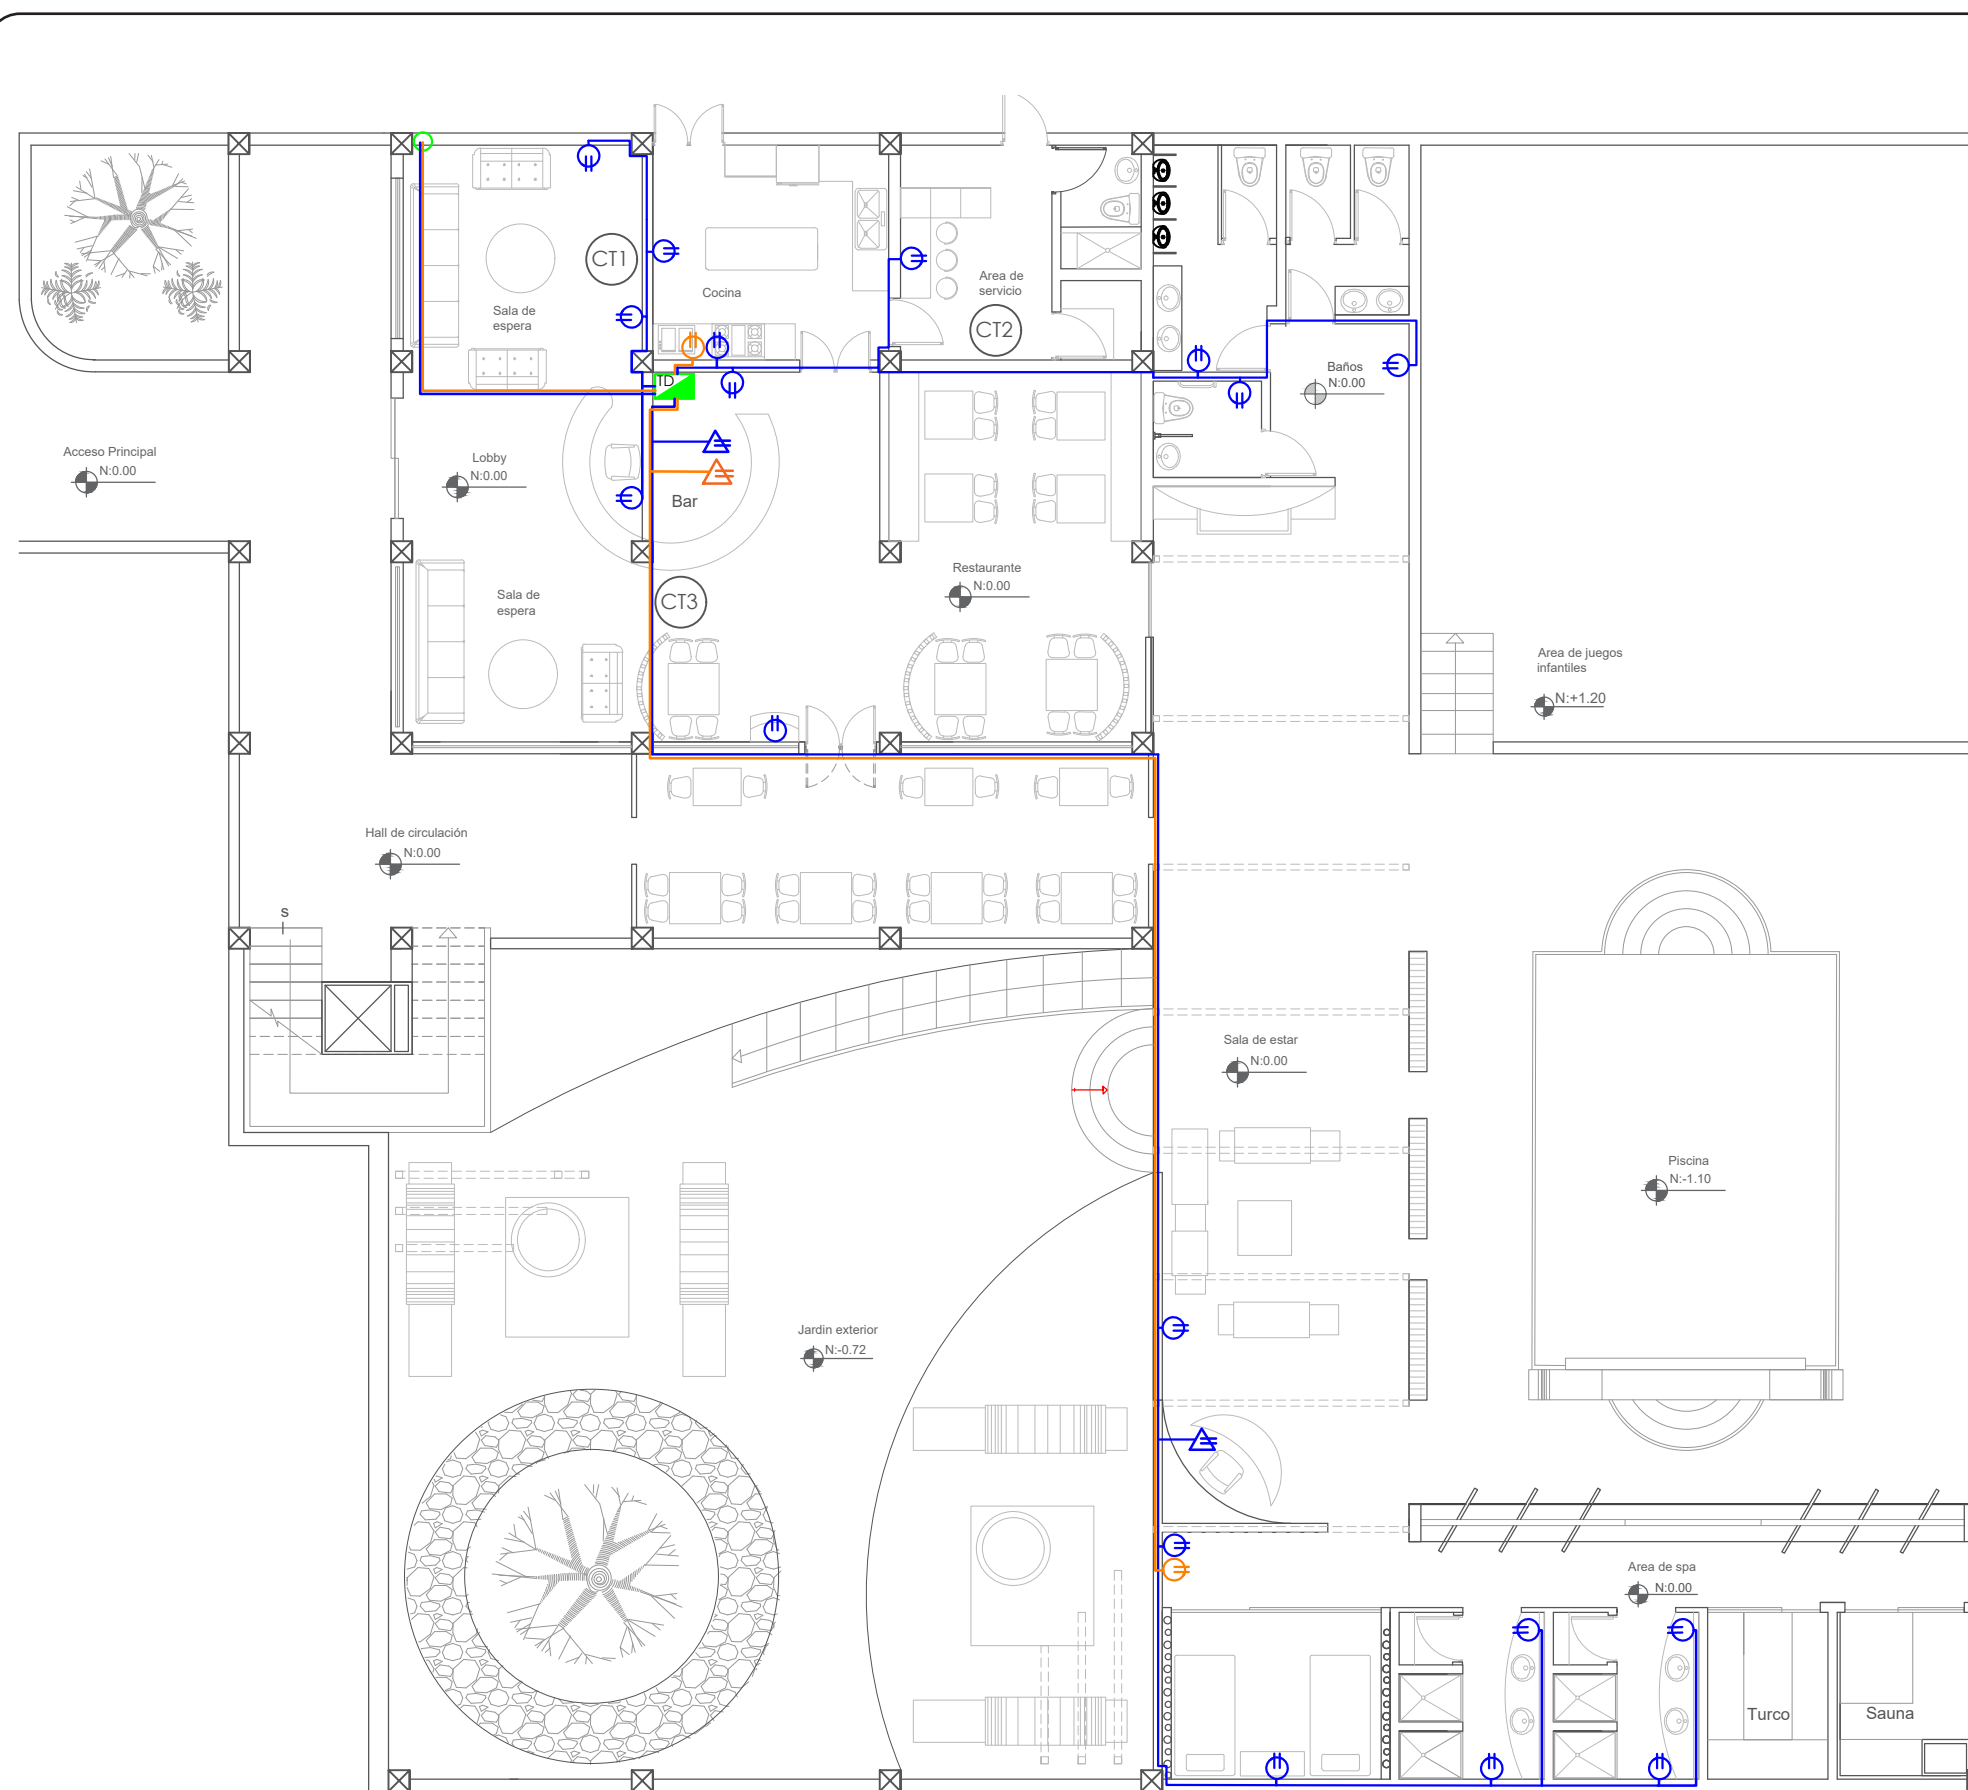 CT1
Cocina
Area de
servicio
CT2
Sala de
espera
TD
Baños
N:0.00
Acceso Principal
N:0.00
Lobby
N:0.00
Bar
Restaurante
N:0.00
Sala de
espera
CT3
Area de juegos
infantiles
N:+1.20
Hall de circulación
N:0.00
S
Sala de estar
N:0.00
Piscina
N:-1.10
Jardin exterior
N:-0.72
Area de spa
N:0.00
Turco
Sauna